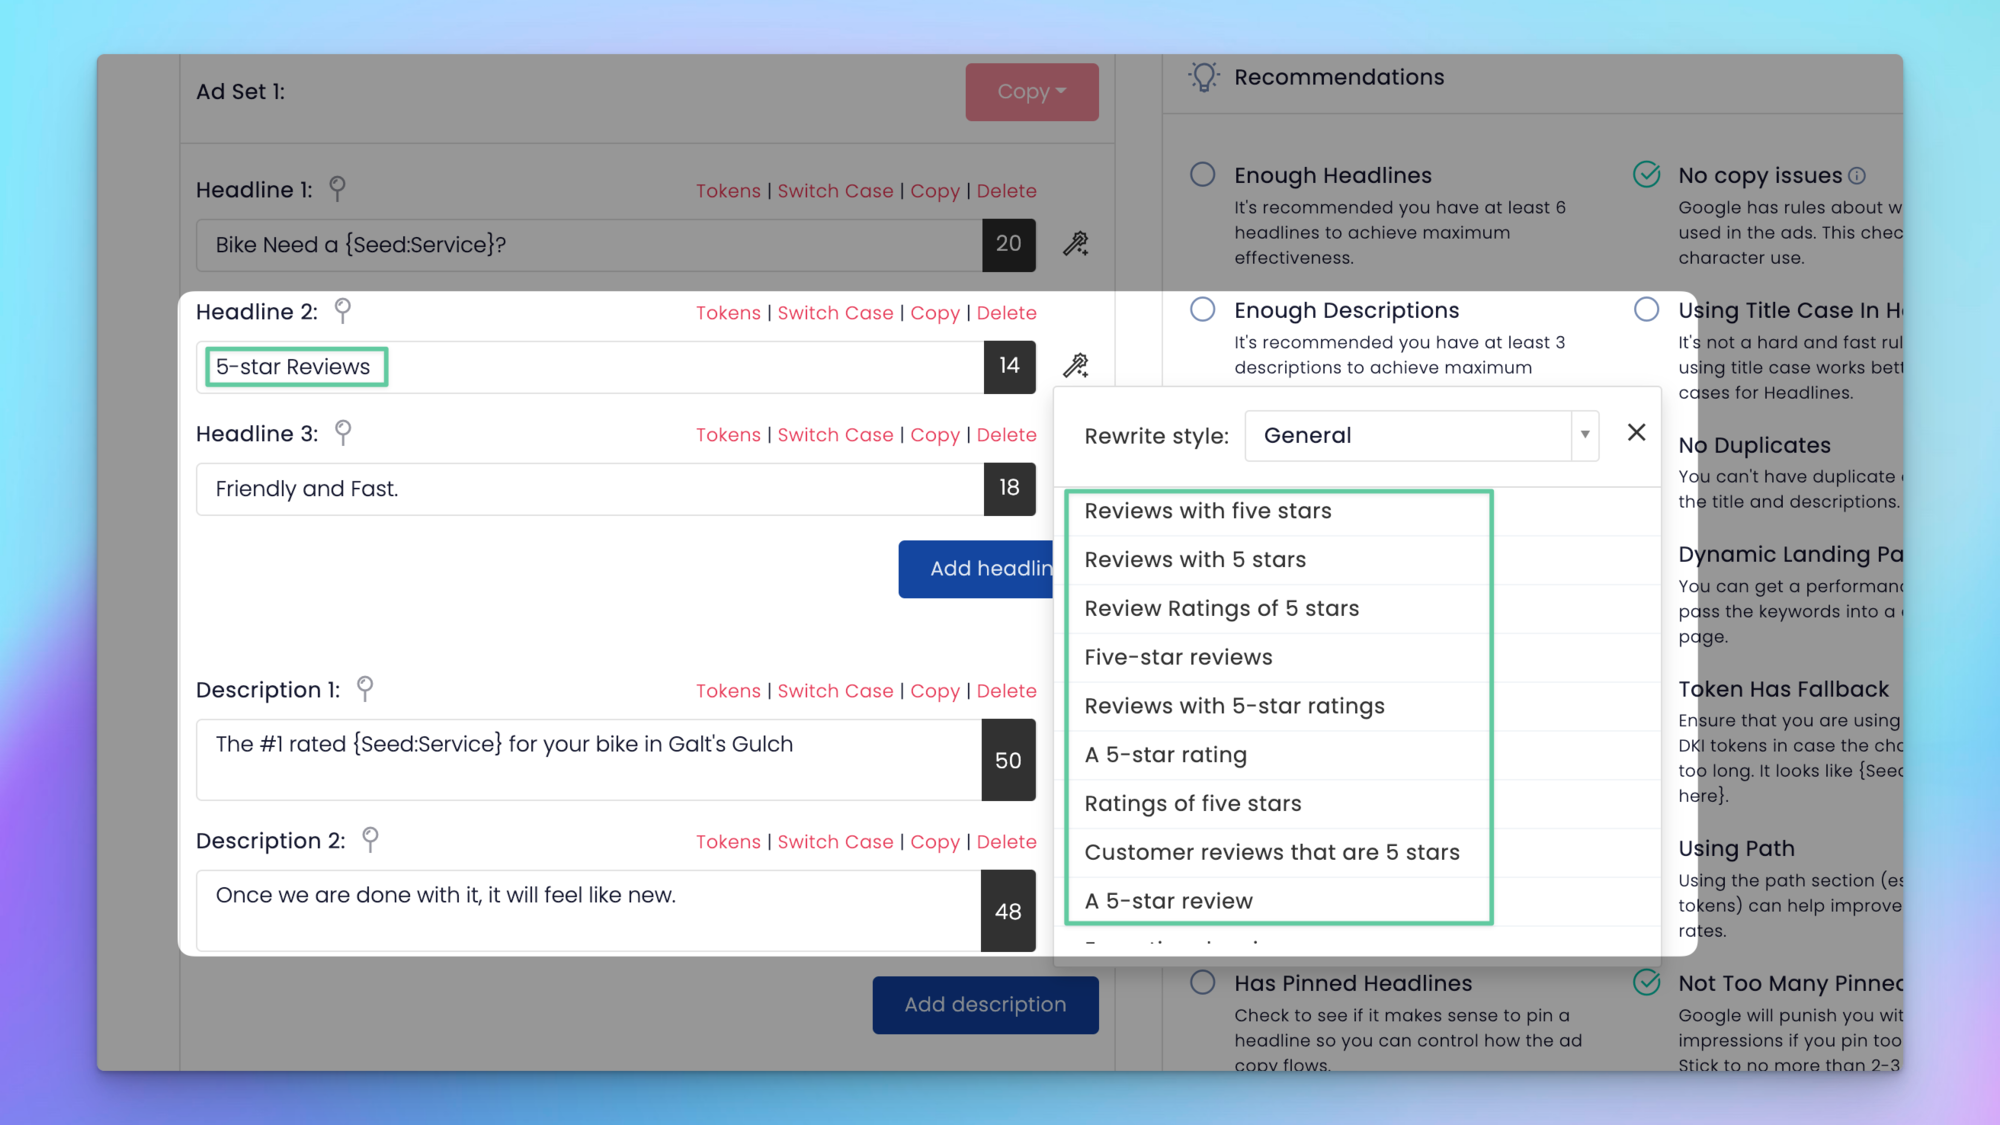 Ad Set 1:
Copy
Headline 1:
Tokens | Switch Case | Copy | Delete
Bike Need a {Seed:Service}?
20
Headline 2:
Tokens | Switch Case | Copy | Delete
5-star Reviews
14
Headline 3:
Tokens | Switch Case | Copy | Delete
Friendly and Fast.
18
Add headlin
Description 1:
Tokens | Switch Case | Copy | Delete
The #1 rated {Seed:Service} for your bike in Galt's Gulch
50
Description 2:
Tokens | Switch Case | Copy | Delete
Once we are done with it, it will feel like new.
48
Add description
Rewrite style:
General
Reviews with five stars
Reviews with 5 stars
Review Ratings of 5 stars
Five-star reviews
Reviews with 5-star ratings
A 5-star rating
Ratings of five stars
Customer reviews that are 5 stars
A 5-star review
Recommendations
Enough Headlines
It's recommended you have at least 6
headlines to achieve maximum
effectiveness.
Enough Descriptions
It's recommended you have at least 3
descriptions to achieve maximum
Has Pinned Headlines
Check to see if it makes sense to pin a
headline so you can control how the ad
copy flows.
No copy issues
Google has rules about w
used in the ads. This chec
character use.
Using Title Case In H
It's not a hard and fast rul
using title case works bett
cases for Headlines.
No Duplicates
You can't have duplicate
the title and descriptions.
Dynamic Landing Pa
You can get a performanc
pass the keywords into a
page.
Token Has Fallback
Ensure that you are using
DKI tokens in case the cha
too long. It looks like {Seed
here}.
Using Path
Using the path section (es
tokens) can help improve
rates.
Not Too Many Pinned
Google will punish you wit
impressions if you pin too
Stick to no more than 2-3